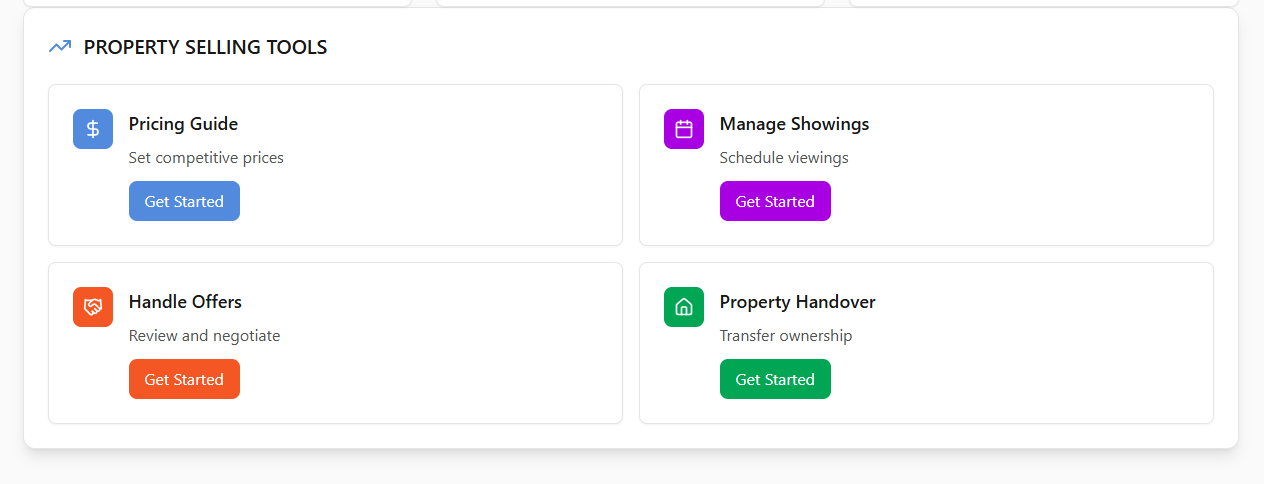 PROPERTY SELLING TOOLS
Pricing Guide
Set competitive prices
Get Started
Manage Showings
Schedule viewings
Get Started
Handle Offers
Review and negotiate
Get Started
Property Handover
Transfer ownership
Get Started